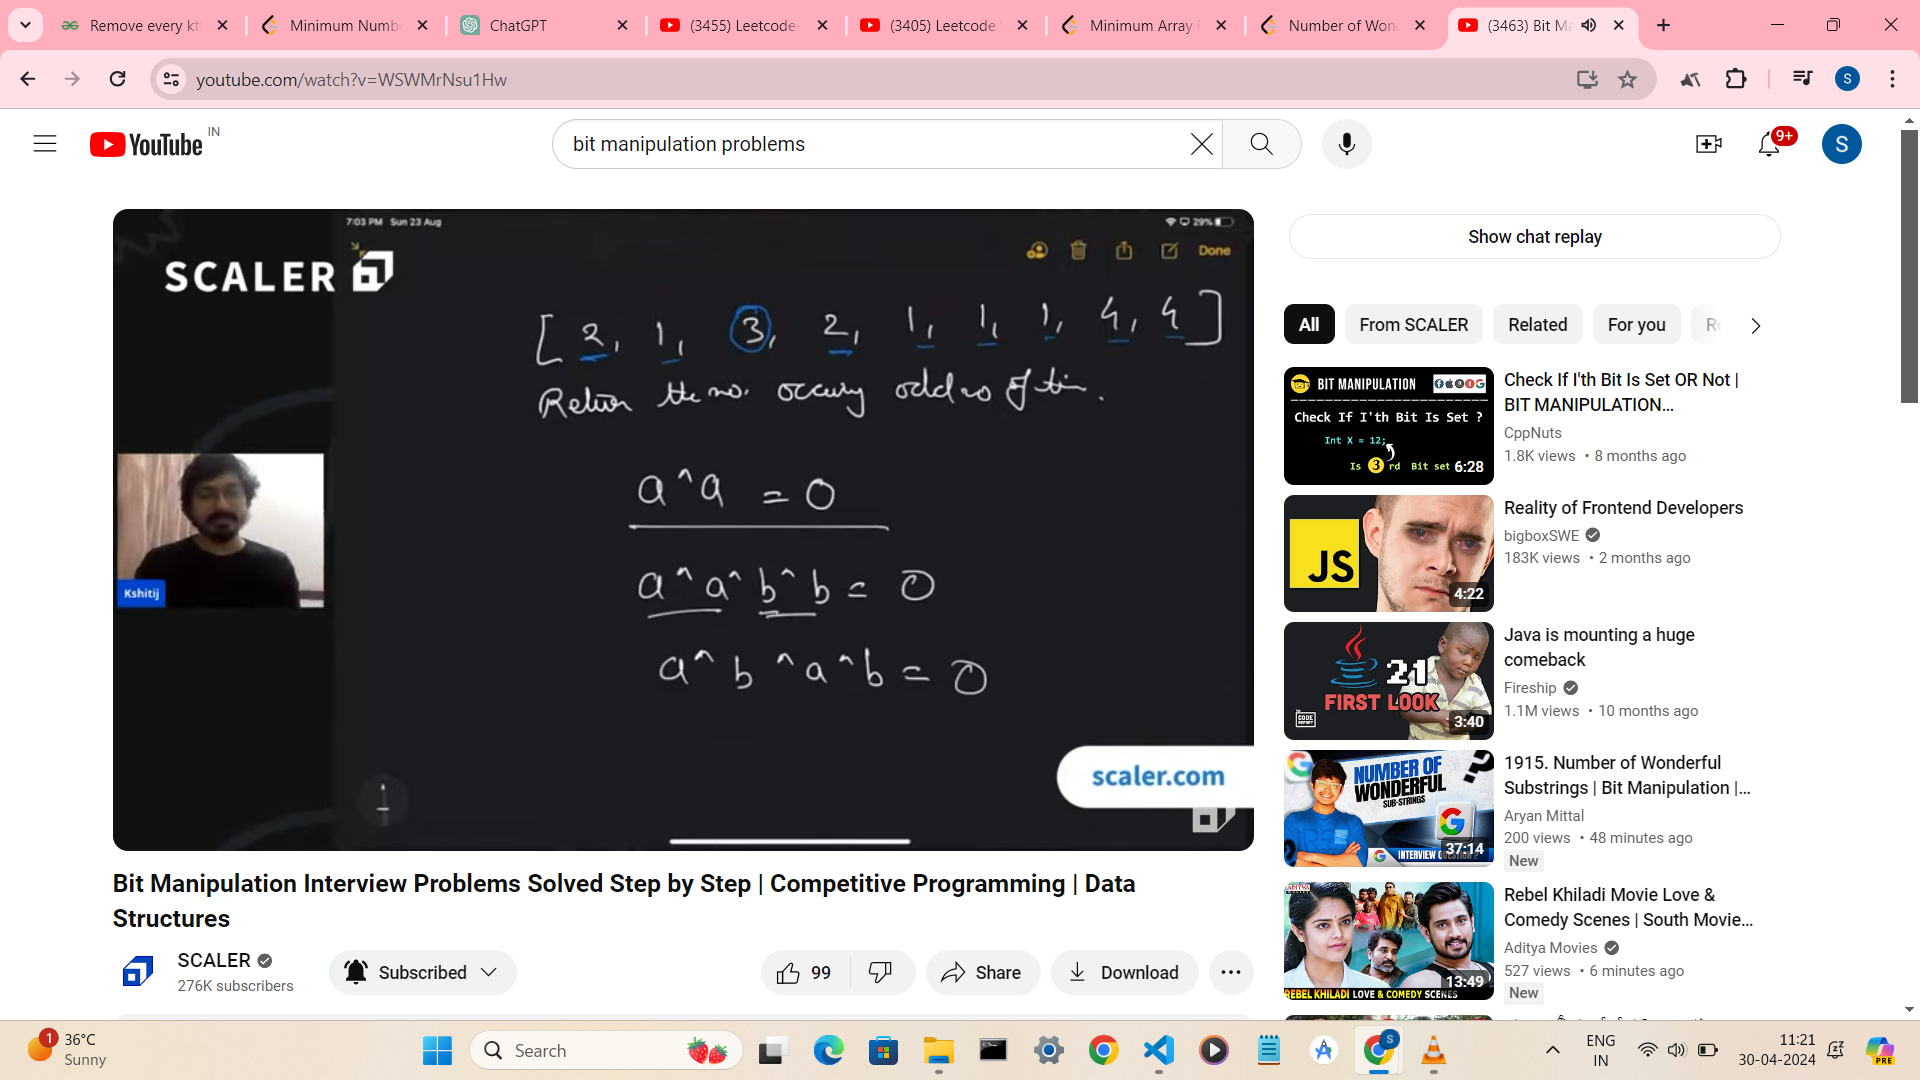 Remove every kt
Minimum Numb
ChatGPT
(3455) Leetcode-
(3405) Leetcode
Minimum Array
Number of Won
(3463) Bit Ma
youtube.com/watch?v=WSWMrNsu1Hw
S
YouTube IN
bit manipulation problems
9+
S
7:03 PM Sun 23 Aug
29%
SCALER
Done
[2, 1, 3, 2, 1, 1, 1, 4, 4]
Return the no. occury odd no of tim.
a^a = 0
a^a^b^b = 0
a^b^a^b = 0
Kshitij
scaler.com
Bit Manipulation Interview Problems Solved Step by Step | Competitive Programming | Data
Structures
SCALER
276K subscribers
Subscribed
99
Share
Download
Show chat replay
All
From SCALER
Related
For you
Re
BIT MANIPULATION
Check If I'th Bit Is Set ?
Int X = 12;
Is 3 rd Bit set
6:28
Check If I'th Bit Is Set OR Not |
BIT MANIPULATION...
CppNuts
1.8K views • 8 months ago
JS
4:22
Reality of Frontend Developers
bigboxSWE
183K views • 2 months ago
21
FIRST LOOK
THE CODE REPORT
3:40
Java is mounting a huge
comeback
Fireship
1.1M views • 10 months ago
NUMBER OF
WONDERFUL
SUB-STRINGS
INTERVIEW
37:14
1915. Number of Wonderful
Substrings | Bit Manipulation |...
Aryan Mittal
200 views • 48 minutes ago
New
ADITYA
REBEL KHILADI LOVE & COMEDY SCENES
13:49
Rebel Khiladi Movie Love &
Comedy Scenes | South Movie...
Aditya Movies
527 views • 6 minutes ago
New
1
36°C
Sunny
Search
S
ENG
IN
11:21
30-04-2024
PRE